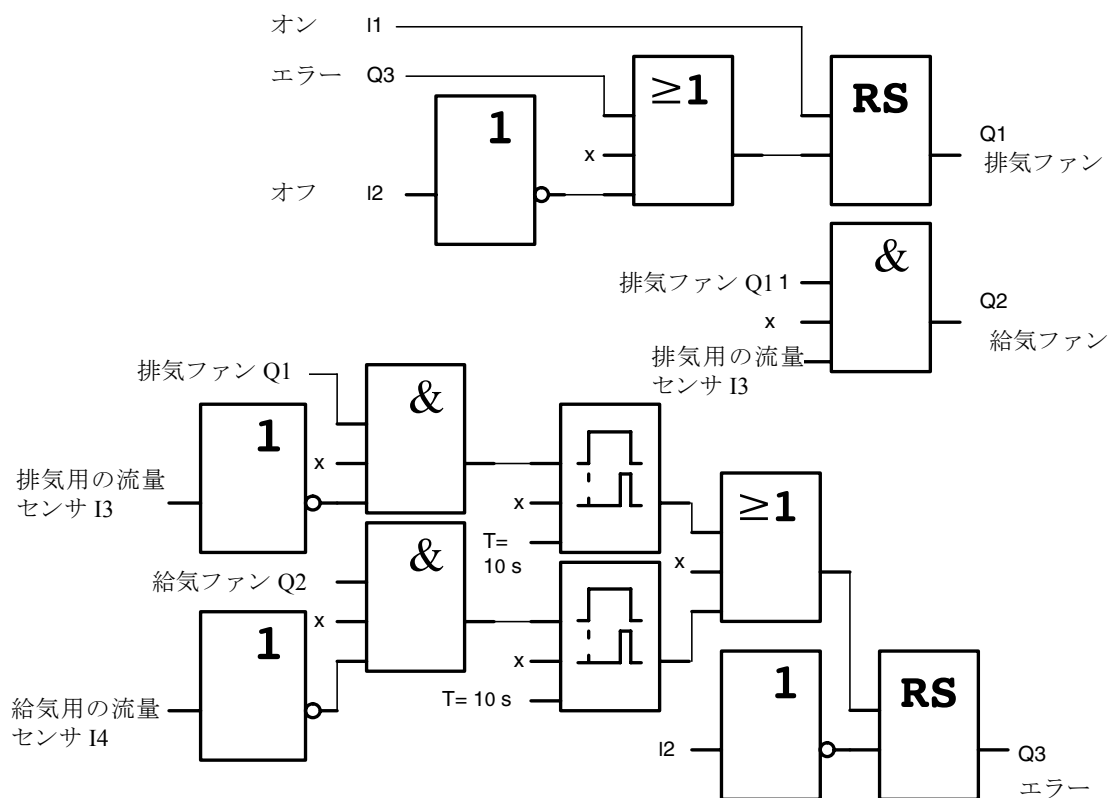 オン I1
エラー Q3
≥1
RS
1
x
Q1
排気ファン
オフ I2
&
排気ファン Q1 1
x
Q2
給気ファン
排気用の流量
センサ I3
排気ファン Q1
&
1
x
排気用の流量
センサ I3
x
T=
10 s
≥1
x
&
給気ファン Q2
x
1
x
T= 10 s
給気用の流量
センサ I4
1
RS
I2
Q3
エラー